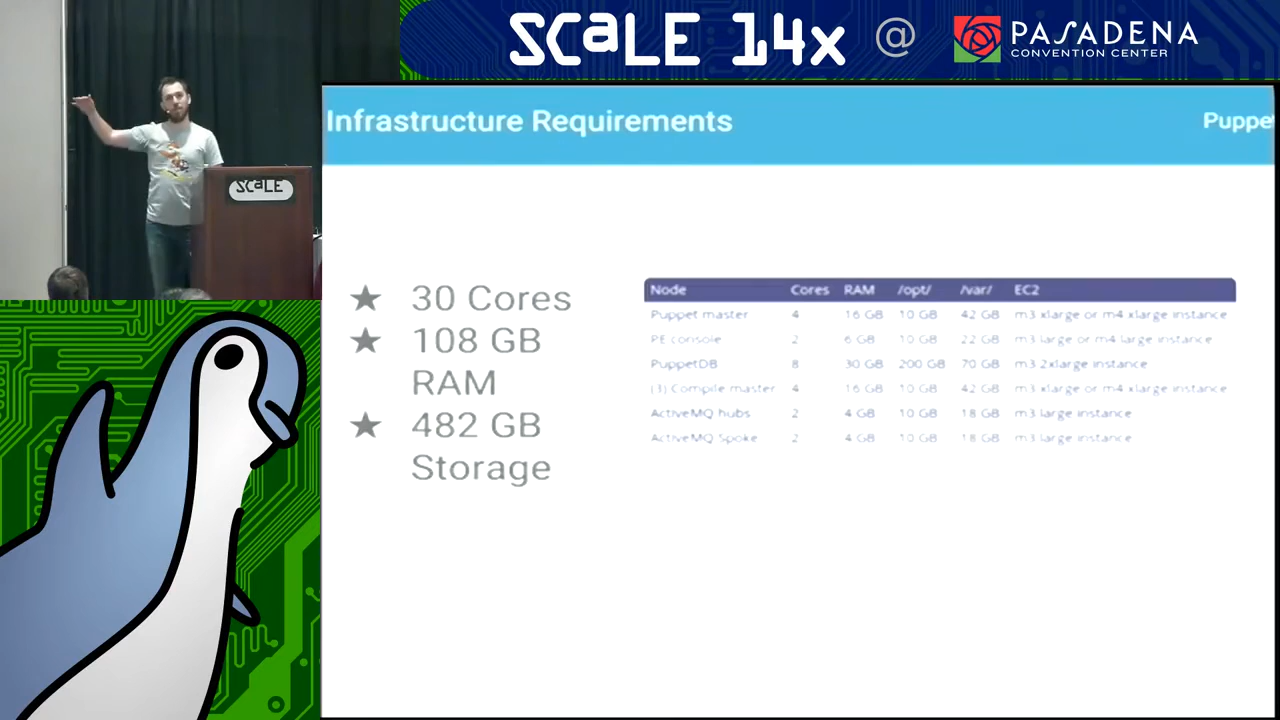 SCaLE 14x @ PASADENA
CONVENTION CENTER
Infrastructure Requirements
Puppet
SCaLE
★ 30 Cores
★ 108 GB
RAM
★ 482 GB
Storage
Node Cores RAM /opt/ /var/ EC2
Puppet master 4 16 GB 10 GB 42 GB m3 xlarge or m4 xlarge instance
PE console 2 6 GB 10 GB 22 GB m3 large or m4 large instance
PuppetDB 8 30 GB 200 GB 70 GB m3 2xlarge instance
(3) Compile master 4 16 GB 10 GB 42 GB m3 xlarge or m4 xlarge instance
ActiveMQ hubs 2 4 GB 10 GB 18 GB m3 large instance
ActiveMQ Spoke 2 4 GB 10 GB 18 GB m3 large instance